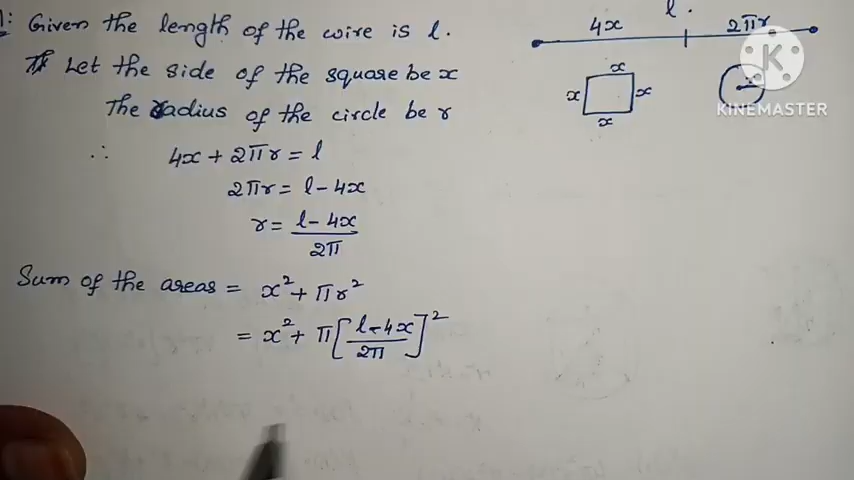 : Given the length of the wire is l.
Let the side of the square be x
The radius of the circle be r
∴ 4x + 2πr = l
2πr = l - 4x
r = (l - 4x)/2π
Sum of the areas = x² + πr²
= x² + π[(l - 4x)/2π]²
l.
4x 2πr
x
x x
x
KINEMASTER